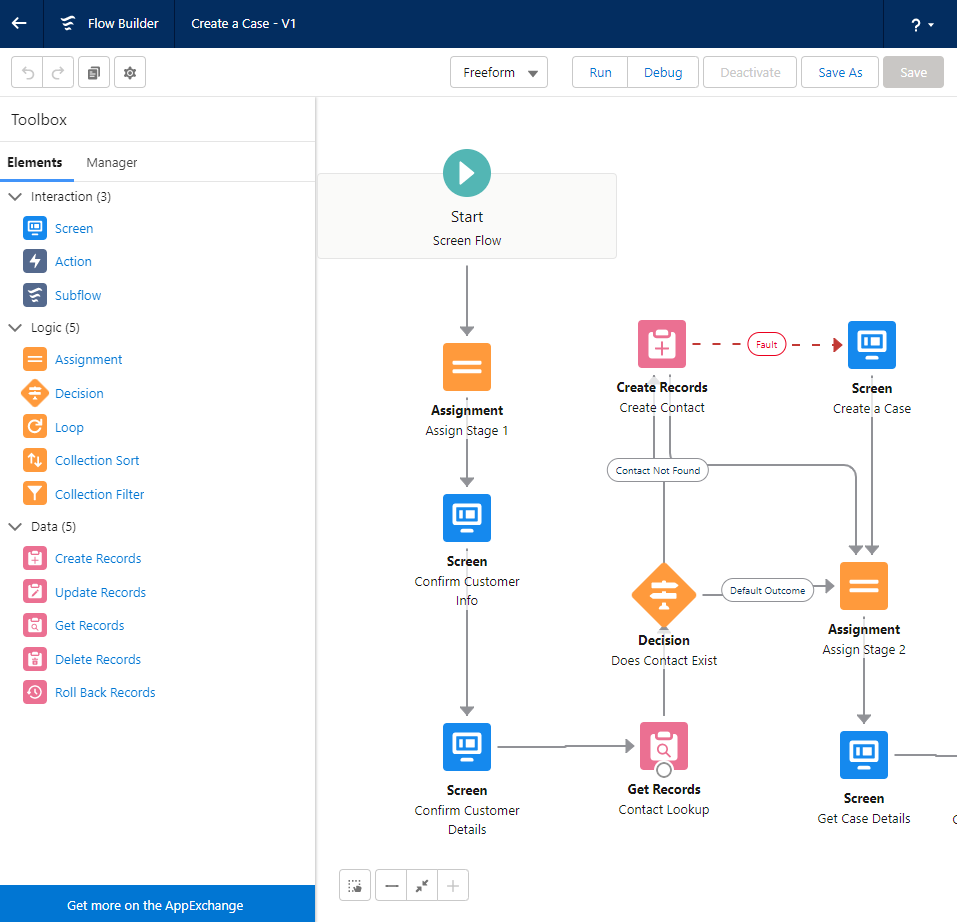 Flow Builder
Create a Case - V1
?
Freeform
Run
Debug
Deactivate
Save As
Save
Toolbox
Elements
Manager
Interaction (3)
Screen
Action
Subflow
Logic (5)
Assignment
Decision
Loop
Collection Sort
Collection Filter
Data (5)
Create Records
Update Records
Get Records
Delete Records
Roll Back Records
Get more on the AppExchange
Start
Screen Flow
Assignment
Assign Stage 1
Screen
Confirm Customer
Info
Screen
Confirm Customer
Details
Create Records
Create Contact
Fault
Screen
Create a Case
Contact Not Found
Decision
Does Contact Exist
Default Outcome
Assignment
Assign Stage 2
Get Records
Contact Lookup
Screen
Get Case Details